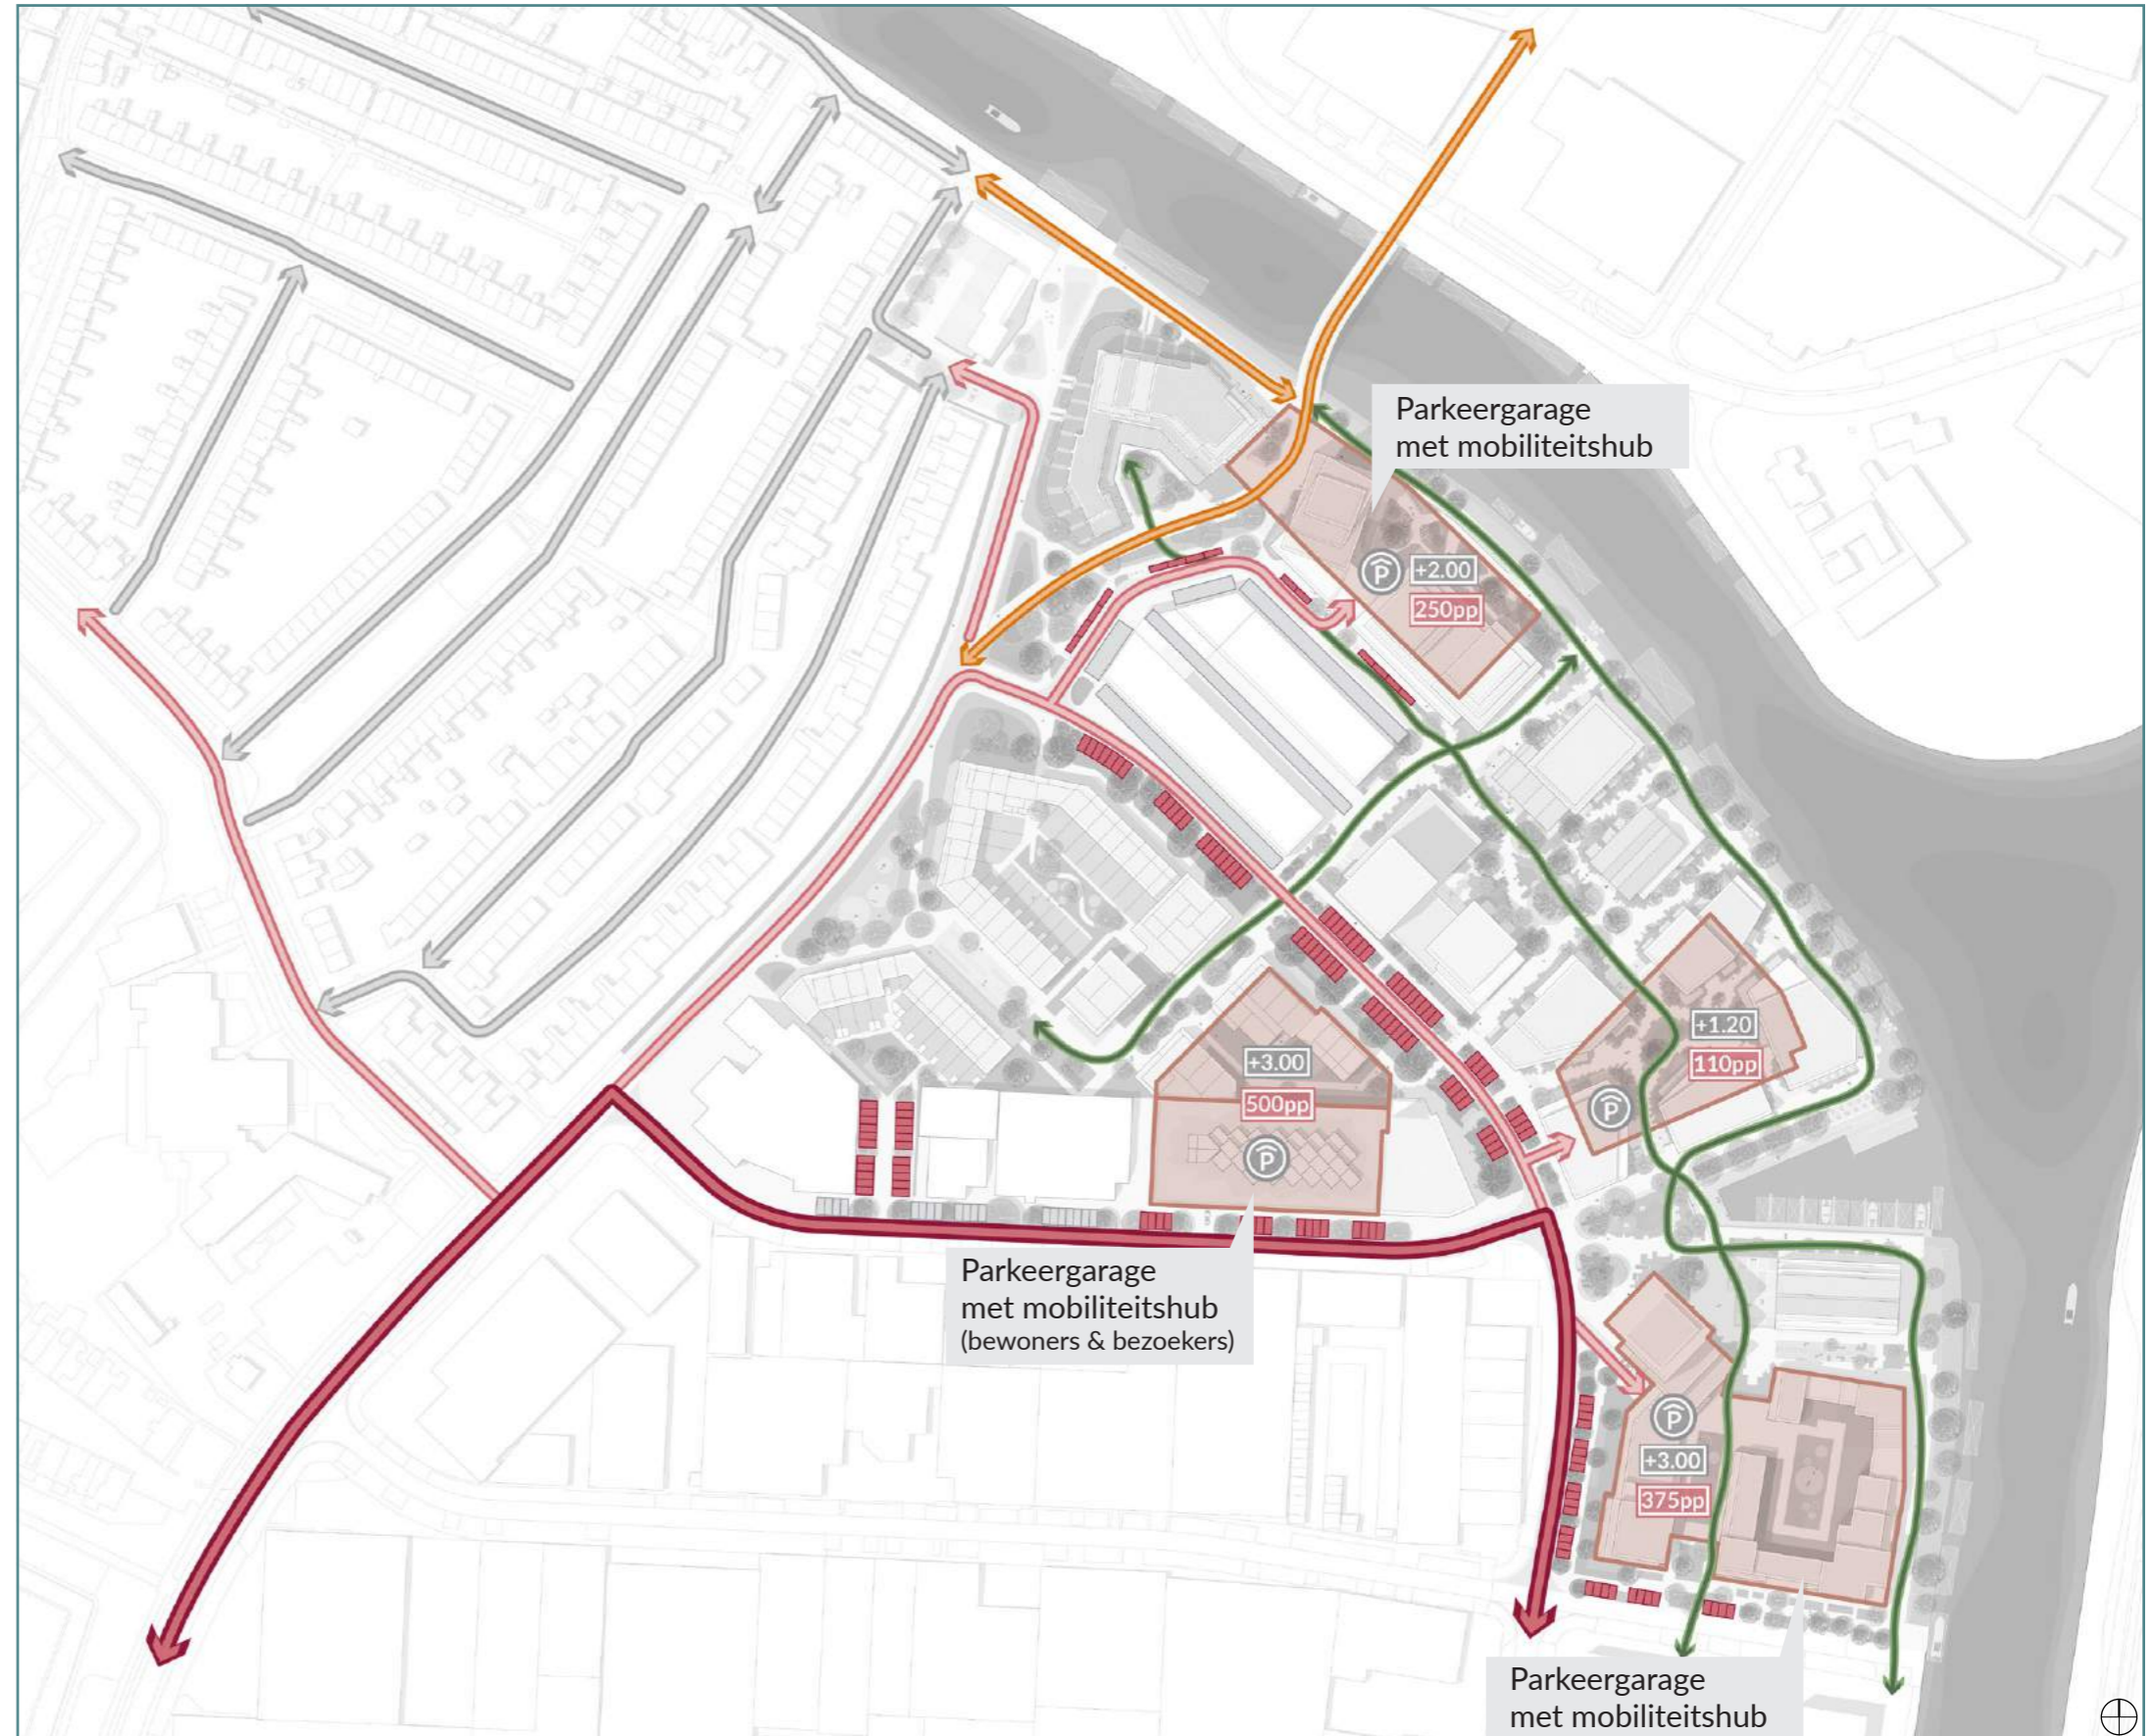 Parkeergarage
met mobiliteitshub
P
+2.00
250pp
+1.20
110pp
P
+3.00
500pp
P
Parkeergarage
met mobiliteitshub
(bewoners & bezoekers)
P
+3.00
375pp
Parkeergarage
met mobiliteitshub